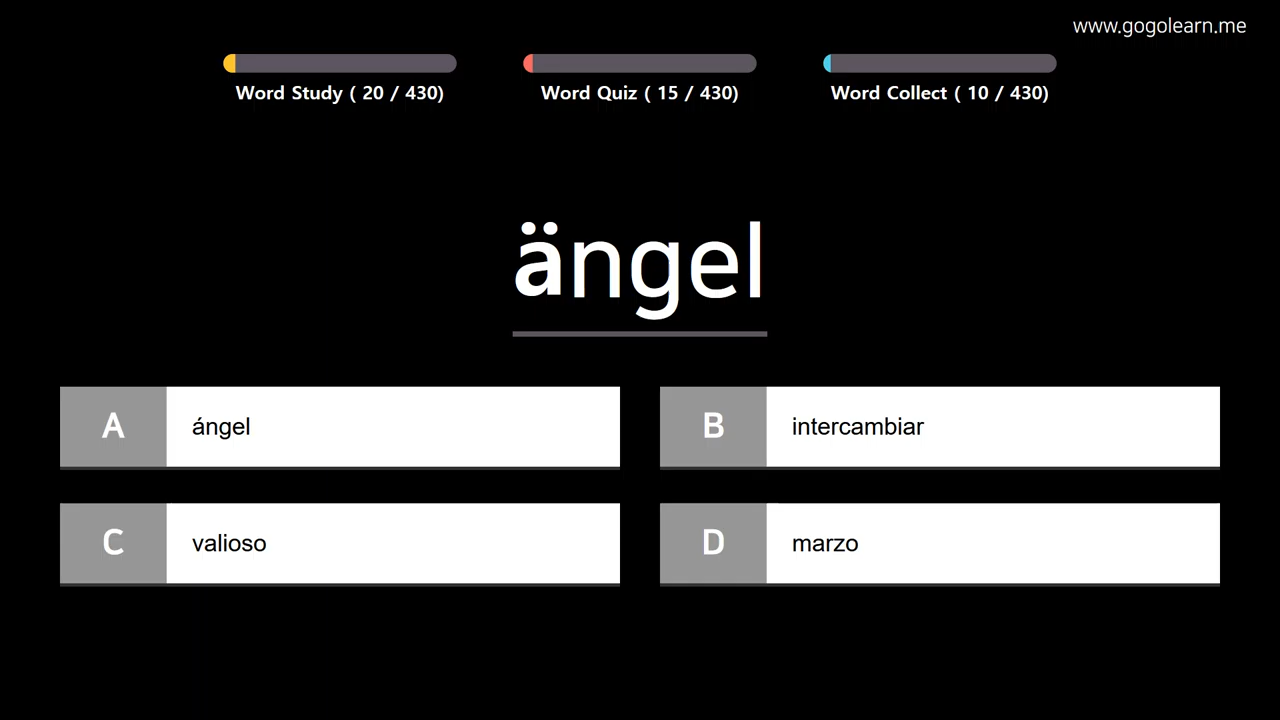 www.gogolearn.me
Word Study ( 20 / 430)
Word Quiz ( 15 / 430)
Word Collect ( 10 / 430)
ängel
A
ángel
B
intercambiar
C
valioso
D
marzo